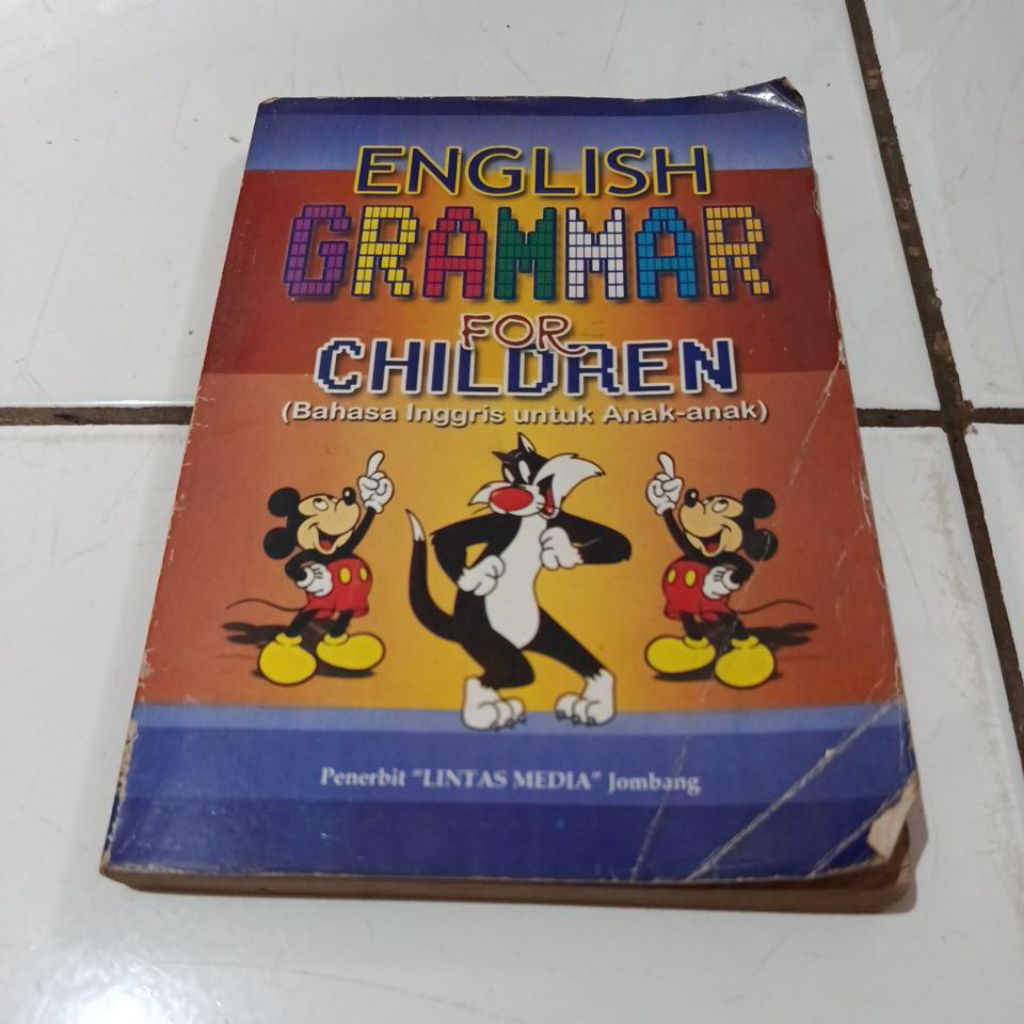 ENGLISH
GRAMMAR
FOR
CHILDREN
(Bahasa Inggris untuk Anak-anak)
Penerbit "LINTAS MEDIA" Jombang